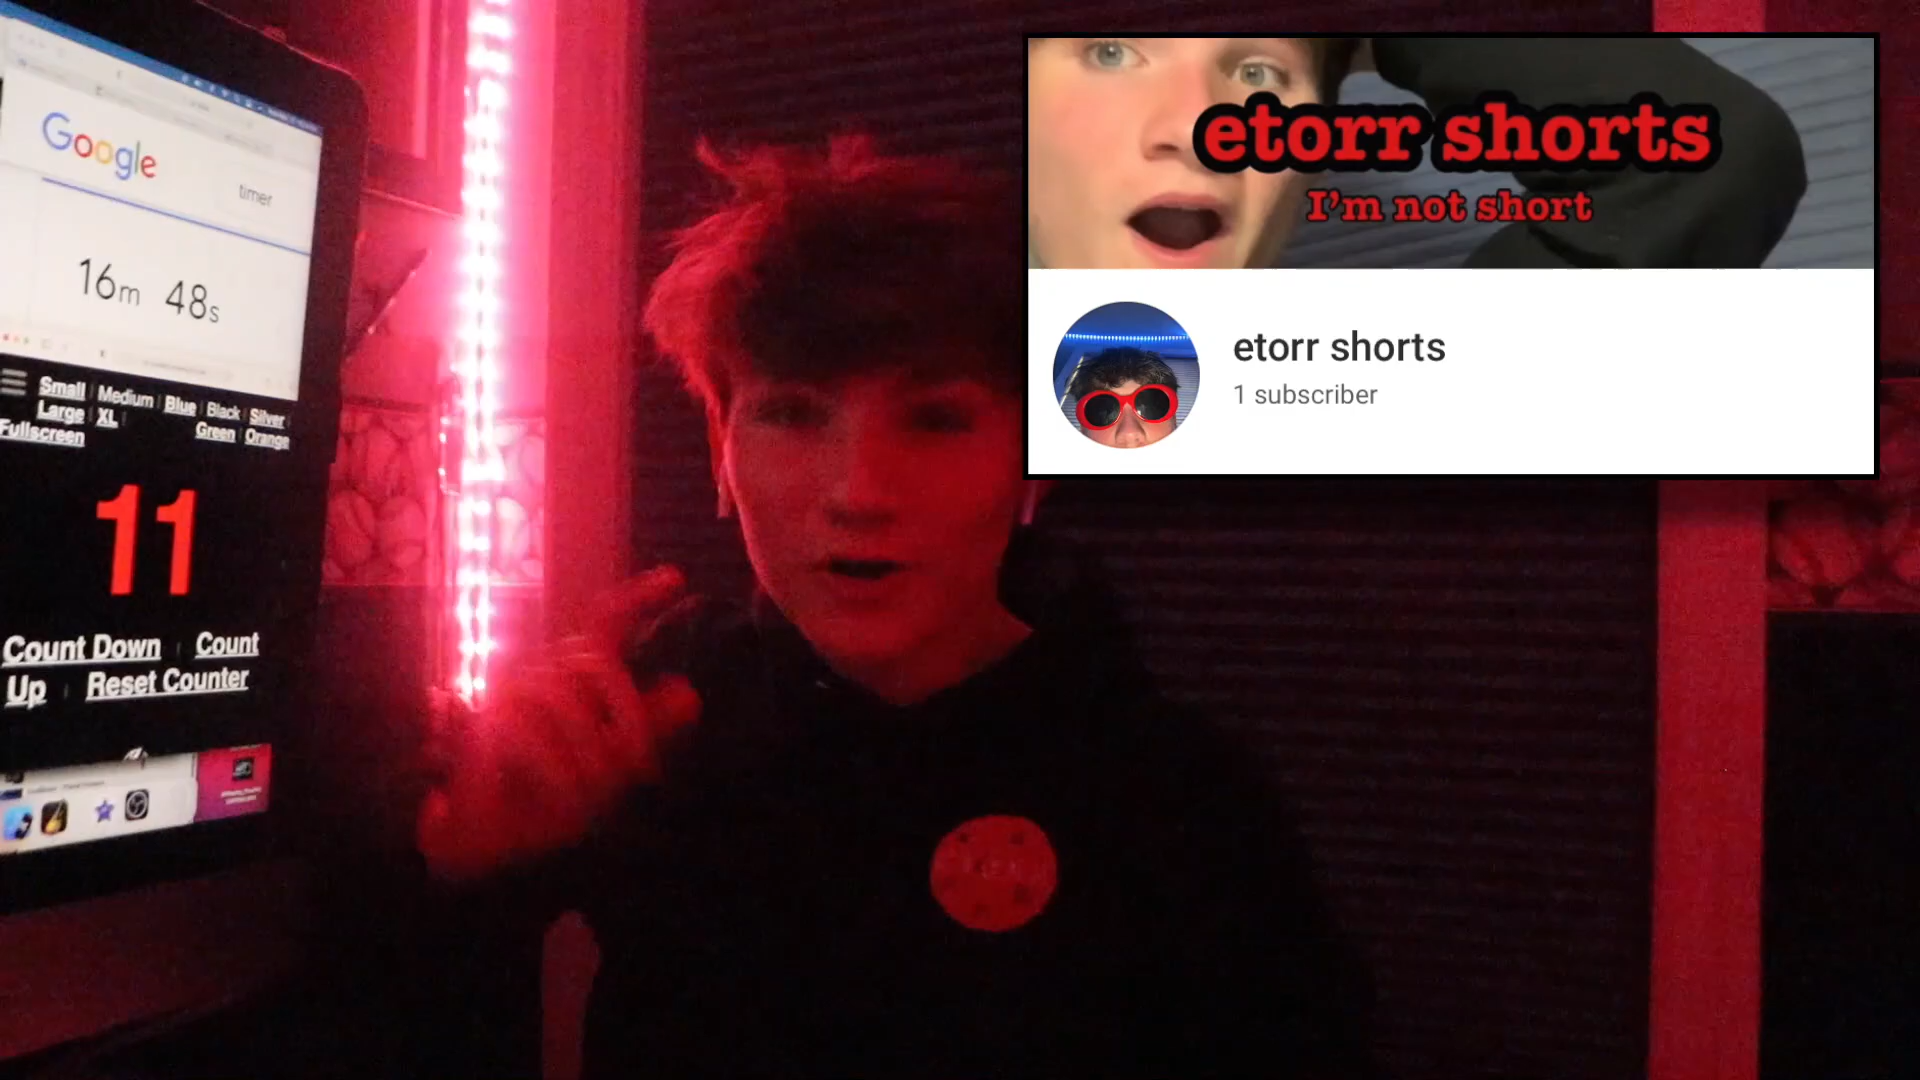 Google
timer
16m 48s
Small Medium Blue Black Silver
Large XL Green Orange
Fullscreen
11
Count Down Count
Up Reset Counter
etorr shorts
I'm not short
etorr shorts
1 subscriber